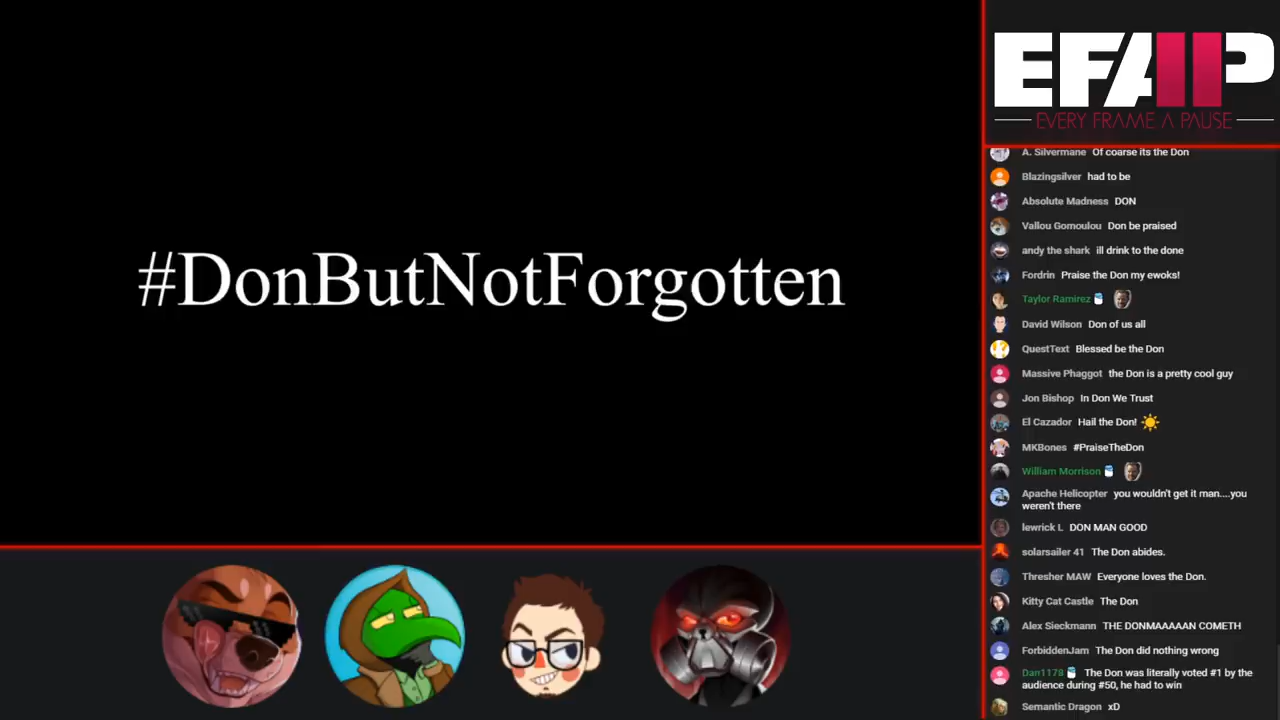 #DonButNotForgotten
EFAP
EVERY FRAME A PAUSE
A. Silvermane Of coarse its the Don
Blazingsilver had to be
Absolute Madness DON
Vallou Gomoulou Don be praised
andy the shark ill drink to the done
Fordrin Praise the Don my ewoks!
Taylor Ramirez
David Wilson Don of us all
QuestText Blessed be the Don
Massive Phaggot the Don is a pretty cool guy
Jon Bishop In Don We Trust
El Cazador Hail the Don!
MKBones #PraiseTheDon
William Morrison
Apache Helicopter you wouldn't get it man....you
weren't there
lewrick L DON MAN GOOD
solarsailer 41 The Don abides.
Thresher MAW Everyone loves the Don.
Kitty Cat Castle The Don
Alex Sieckmann THE DONMAAAAAN COMETH
ForbiddenJam The Don did nothing wrong
Dan1178 The Don was literally voted #1 by the
audience during #50, he had to win
Semantic Dragon xD